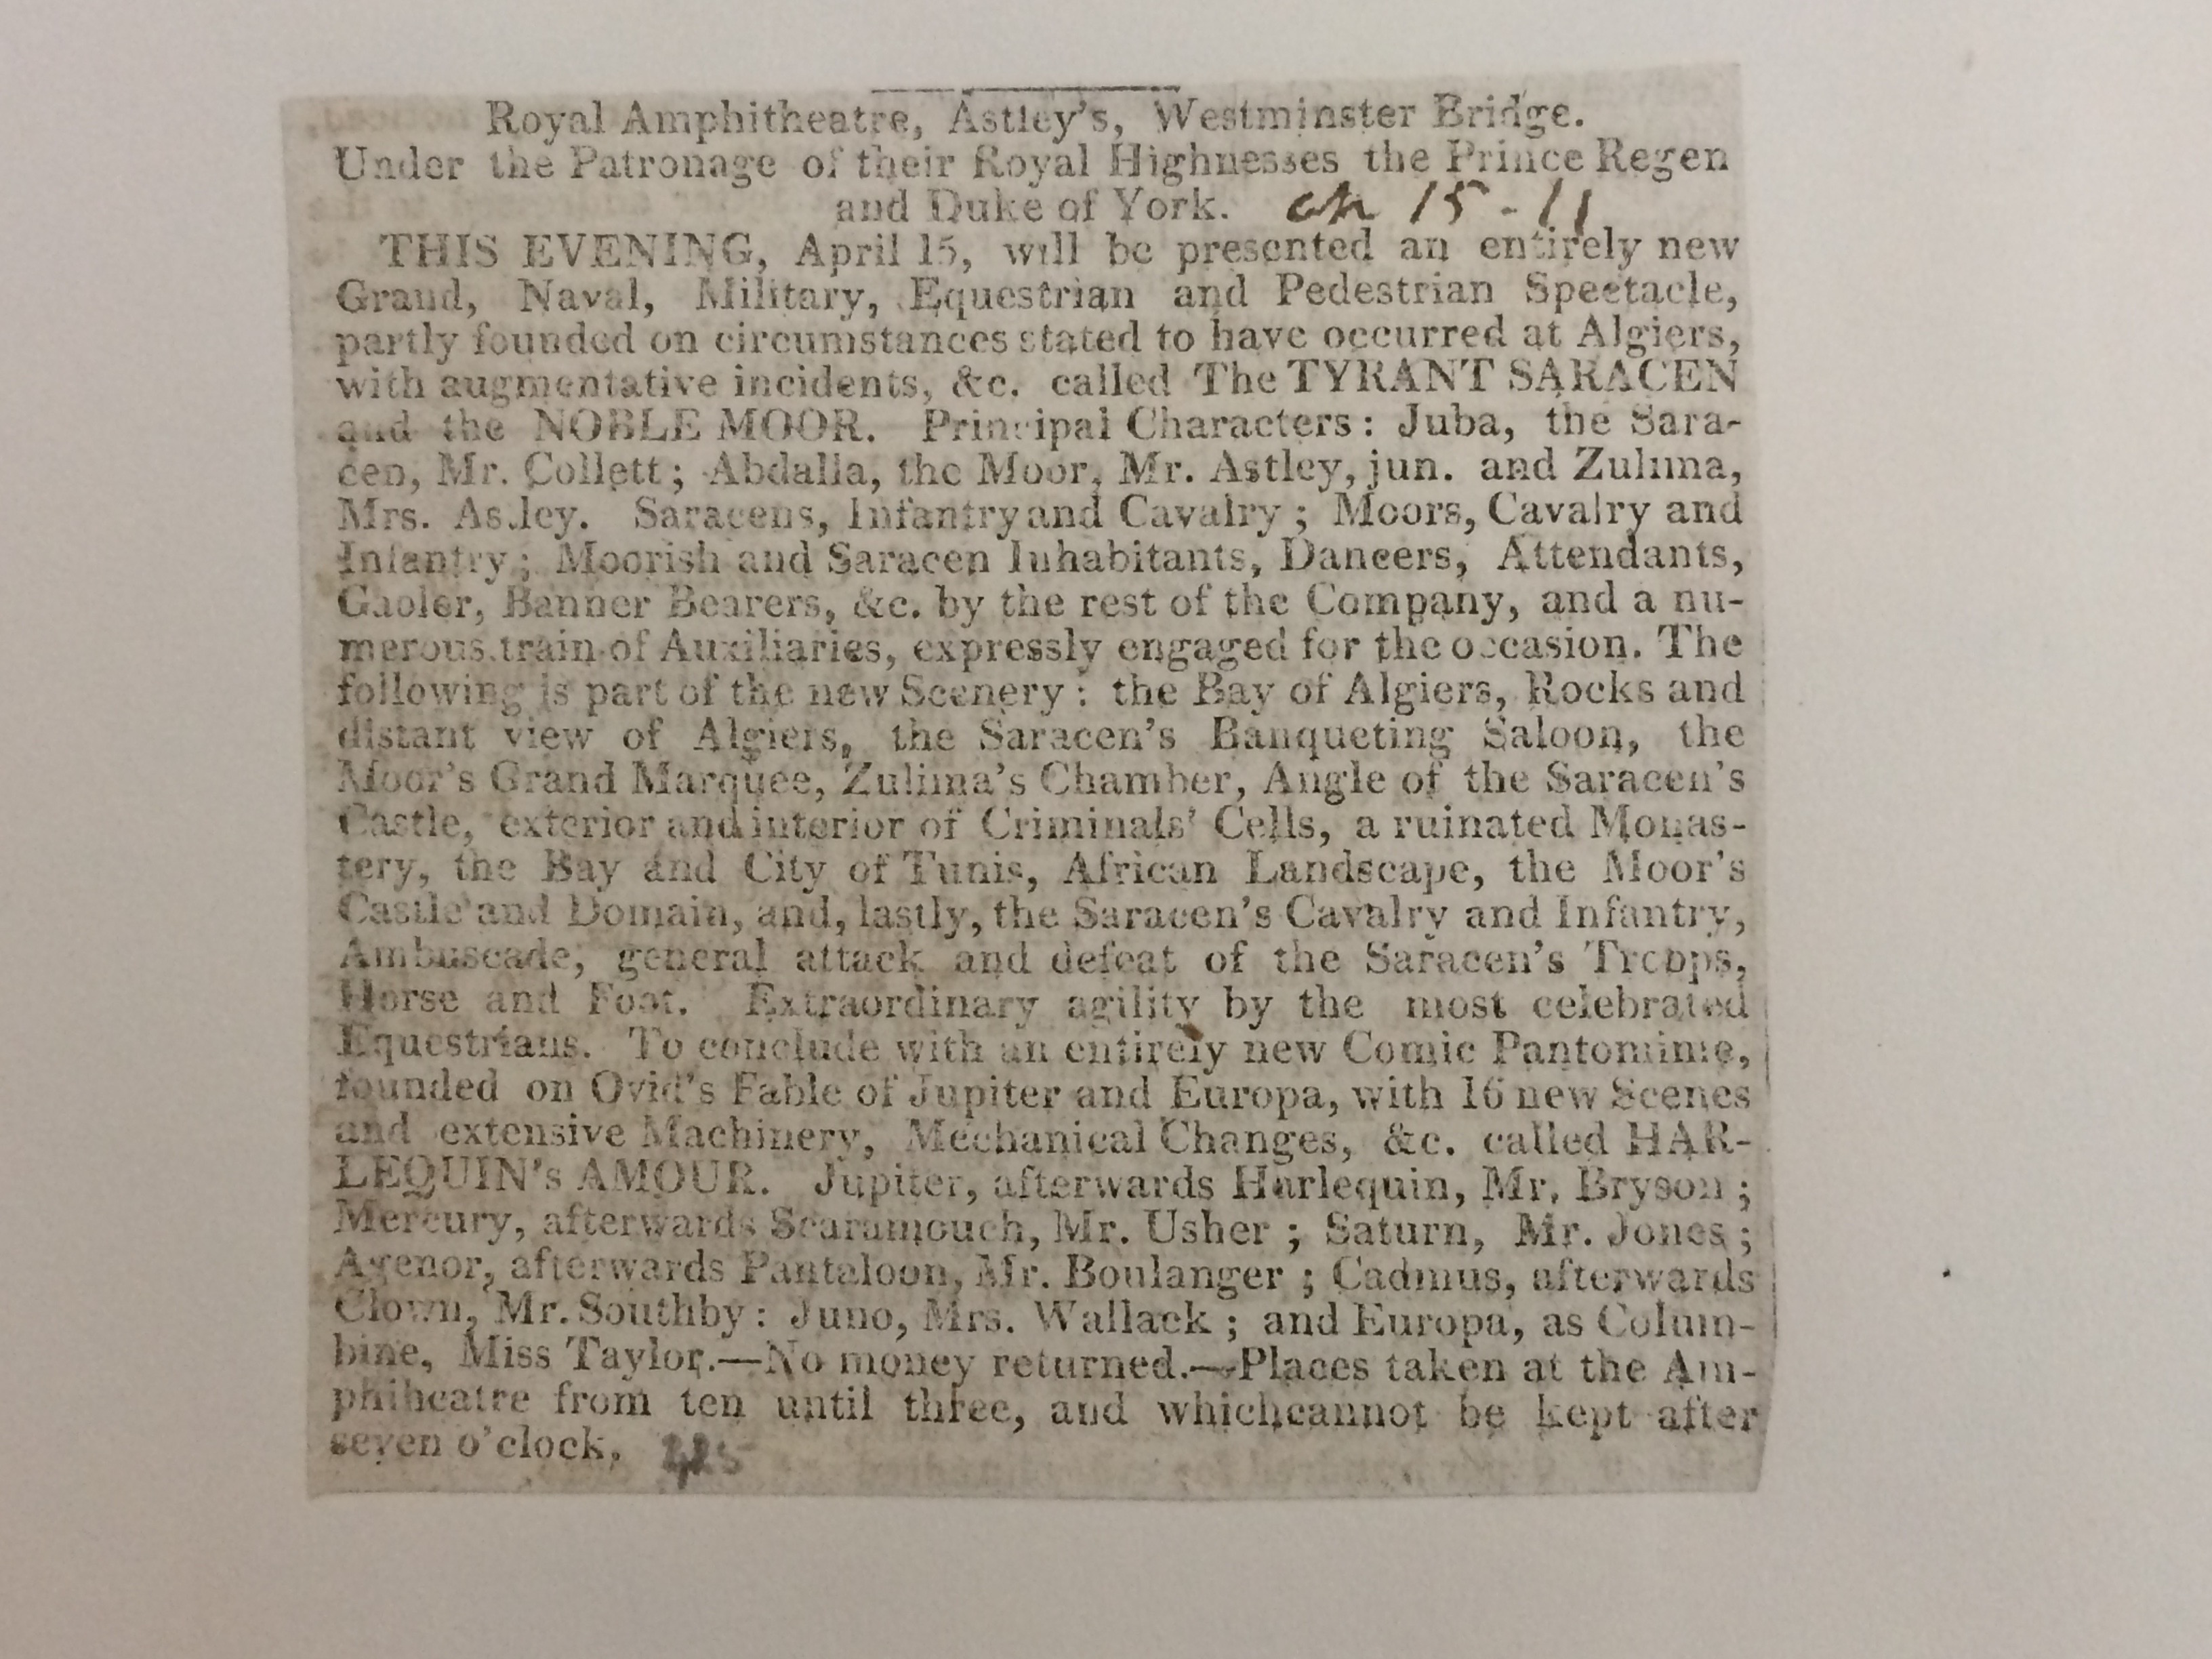 Royal Amphitheatre, Astley's, Westminster Bridge.
Under the Patronage of their Royal Highnesses the Prince Regen
and Duke of York. 15-11
THIS EVENING, April 15, will be presented an entirely new
Grand, Naval, Military, Equestrian and Pedestrian Spectacle,
partly founded on circumstances stated to have occurred at Algiers,
with augmentative incidents, &c. called The TYRANT SARACEN
and the NOBLE MOOR. Principal Characters: Juba, the Sara-
cen, Mr. Collett; Abdalla, the Moor, Mr. Astley, jun. and Zulima,
Mrs. Astley. Saracens, Infantry and Cavalry; Moors, Cavalry and
Infantry; Moorish and Saracen Inhabitants, Dancers, Attendants,
Gaoler, Banner Bearers, &c. by the rest of the Company, and a nu-
merous train of Auxiliaries, expressly engaged for the occasion. The
following is part of the new Scenery: the Bay of Algiers, Rocks and
distant view of Algiers, the Saracen's Banqueting Saloon, the
Moor's Grand Marquee, Zulima's Chamber, Angle of the Saracen's
Castle, exterior and interior of Criminals' Cells, a ruinated Monas-
tery, the Bay and City of Tunis, African Landscape, the Moor's
Castle and Domain, and, lastly, the Saracen's Cavalry and Infantry,
Ambuscade, general attack and defeat of the Saracen's Troops,
Horse and Foot. Extraordinary agility by the most celebrated
Equestrians. To conclude with an entirely new Comic Pantomime,
founded on Ovid's Fable of Jupiter and Europa, with 16 new Scenes
and extensive Machinery, Mechanical Changes, &c. called HAR-
LEQUIN's AMOUR. Jupiter, afterwards Harlequin, Mr. Bryson;
Mercury, afterwards Scaramouch, Mr. Usher; Saturn, Mr. Jones;
Agenor, afterwards Pantaloon, Mr. Boulanger; Cadmus, afterwards
Clown, Mr. Southby: Juno, Mrs. Wallack; and Europa, as Colum-
bine, Miss Taylor.—No money returned.—Places taken at the Am-
phiheatre from ten until three, and whichcannot be kept after
seven o'clock,